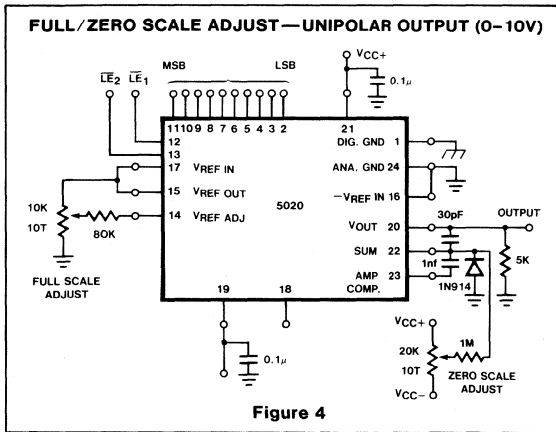 FULL/ZERO SCALE ADJUST—UNIPOLAR OUTPUT (0-10V)
VCC+
MSB LSB
0.1μ
LE2 LE1
11 10 9 8 7 6 5 4 3 2
21
12
DIG. GND 1
13
17 VREF IN
ANA. GND 24
15 VREF OUT
-VREF IN 16
5020
10K
10T
14 VREF ADJ
80K
VOUT 20
30pF
OUTPUT
SUM 22
1nf
5K
FULL SCALE
ADJUST
AMP 23
COMP.
1N914
19
18
VCC+
1M
20K
10T
0.1μ
ZERO SCALE
ADJUST
VCC-
Figure 4